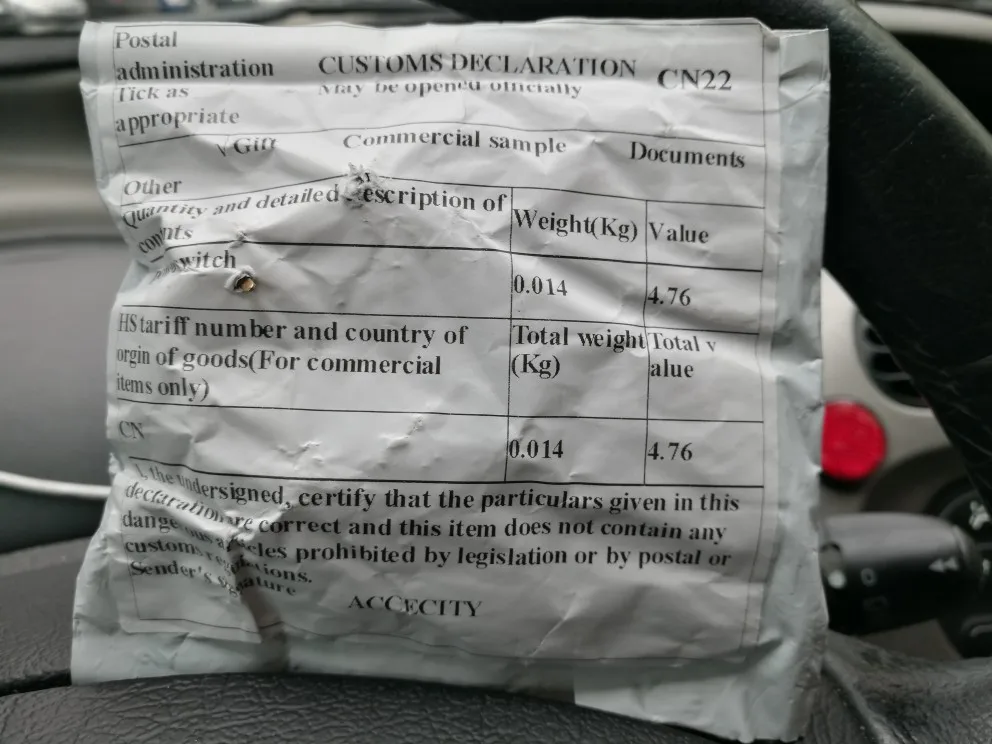 Postal
administration CUSTOMS DECLARATION CN22
Tick as May be opened officially
appropriate
√Gift Commercial sample Documents
Other
Quantity and detailed description of
contents
Weight(Kg) Value
switch
0.014 4.76
HS tariff number and country of
orgin of goods(For commercial
items only)
Total weight
(Kg)
Total v
alue
CN
0.014 4.76
I, the undersigned, certify that the particulars given in this
declaration are correct and this item does not contain any
dangerous articles prohibited by legislation or by postal or
customs regulations.
Sender's signature
ACCECITY